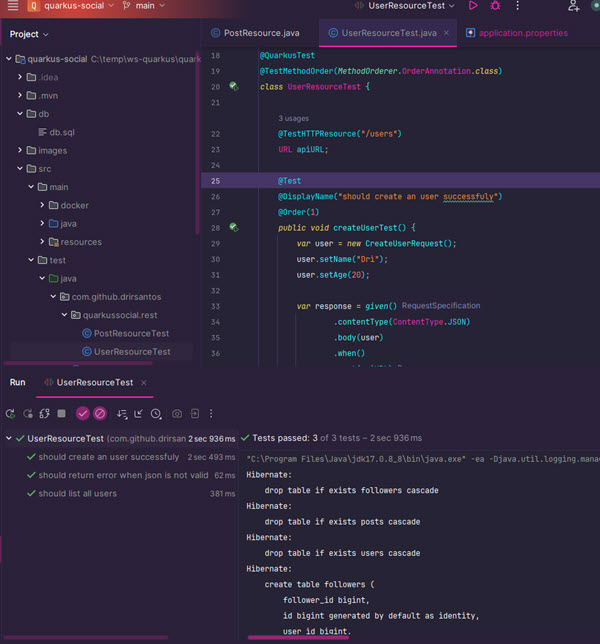 Q quarkus-social main UserResourceTest
Project
PostResource.java UserResourceTest.java application.properties
quarkus-social C:\temp\ws-quarkus\quark
.idea
.mvn
db
db.sql
images
src
main
docker
java
resources
test
java
com.github.drirsantos
quarkussocial.rest
PostResourceTest
UserResourceTest
18 @QuarkusTest
19 @TestMethodOrder(MethodOrderer.OrderAnnotation.class)
20 class UserResourceTest {
21
3 usages
22 @TestHTTPResource("/users")
23 URL apiURL;
24
25 @Test
26 @DisplayName("should create an user successfuly")
27 @Order(1)
28 public void createUserTest() {
29 var user = new CreateUserRequest();
30 user.setName("Dri");
31 user.setAge(20);
32
33 var response = given() RequestSpecification
34 .contentType(ContentType.JSON)
35 .body(user)
36 .when()
Run UserResourceTest
UserResourceTest (com.github.drirsan 2 sec 936 ms
should create an user successfuly 2 sec 493 ms
should return error when json is not valid 62 ms
should list all users 381 ms
Tests passed: 3 of 3 tests – 2 sec 936 ms
"C:\Program Files\Java\jdk17.0.8_8\bin\java.exe" -ea -Djava.util.logging.mana
Hibernate:
drop table if exists followers cascade
Hibernate:
drop table if exists posts cascade
Hibernate:
drop table if exists users cascade
Hibernate:
create table followers (
follower_id bigint,
id bigint generated by default as identity,
user_id bigint,